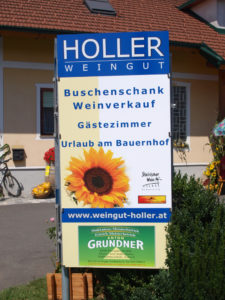 HOLLER
WEINGUT
Buschenschank
Weinverkauf
Gästezimmer
Urlaub am Bauernhof
www.weingut-holler.at
GRUNDNER